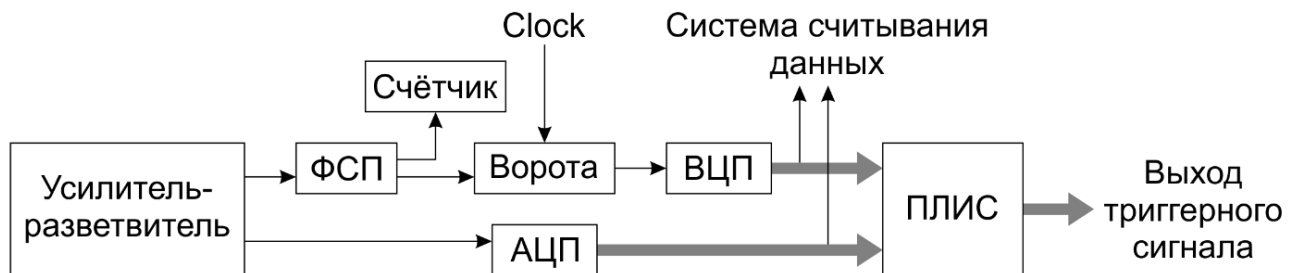 Clock
Система считывания
данных
Счётчик
Усилитель-
разветвитель
ФСП
Ворота
ВЦП
АЦП
ПЛИС
Выход
триггерного
сигнала